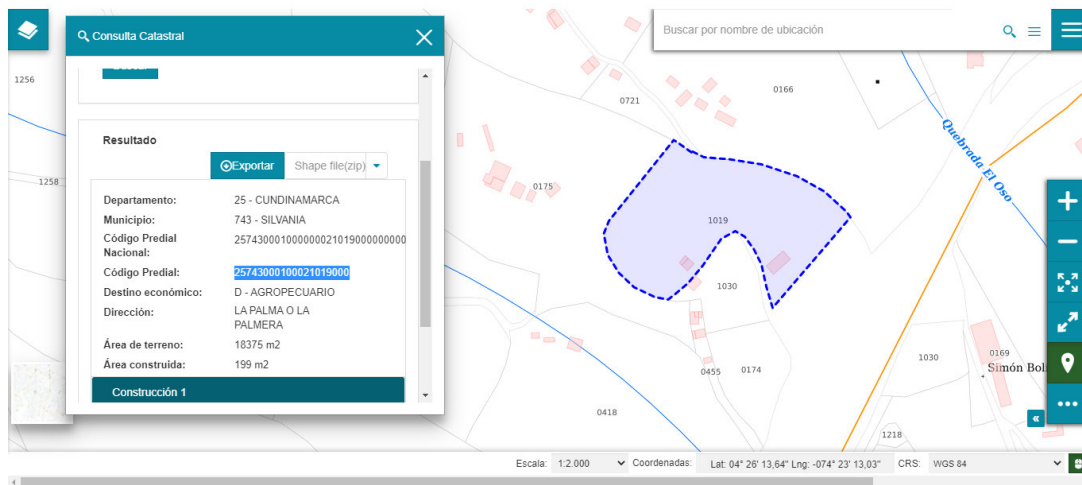 Consulta Catastral
Buscar por nombre de ubicación
Resultado
Exportar Shape file(zip)
Departamento: 25 - CUNDINAMARCA
Municipio: 743 - SILVANIA
Código Predial Nacional: 257430001000000021019000000000
Código Predial: 25743000100021019000
Destino económico: D - AGROPECUARIO
Dirección: LA PALMA O LA
PALMERA
Área de terreno: 18375 m2
Área construida: 199 m2
Construcción 1
1256
1258
0721
0166
Quebrada El Oso
0175
1019
1030
0455 0174
1030
0169
Simón Bol
0418
1218
«
Escala: 1:2.000 Coordenadas: Lat: 04° 26' 13,64" Lng: -074° 23' 13,03" CRS: WGS 84